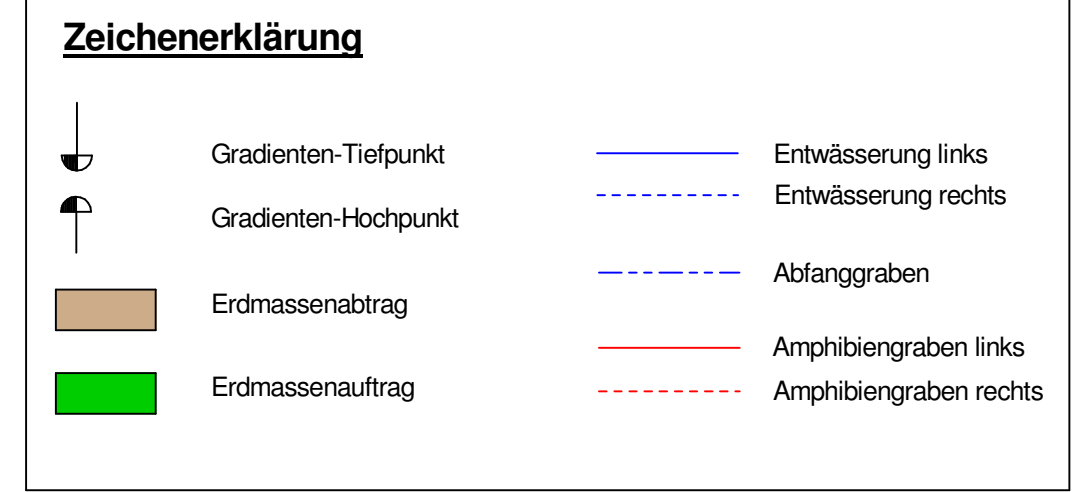 Zeichenerklärung
Gradienten-Tiefpunkt
Gradienten-Hochpunkt
Erdmassenabtrag
Erdmassenauftrag
Entwässerung links
Entwässerung rechts
Abfanggraben
Amphibiengraben links
Amphibiengraben rechts